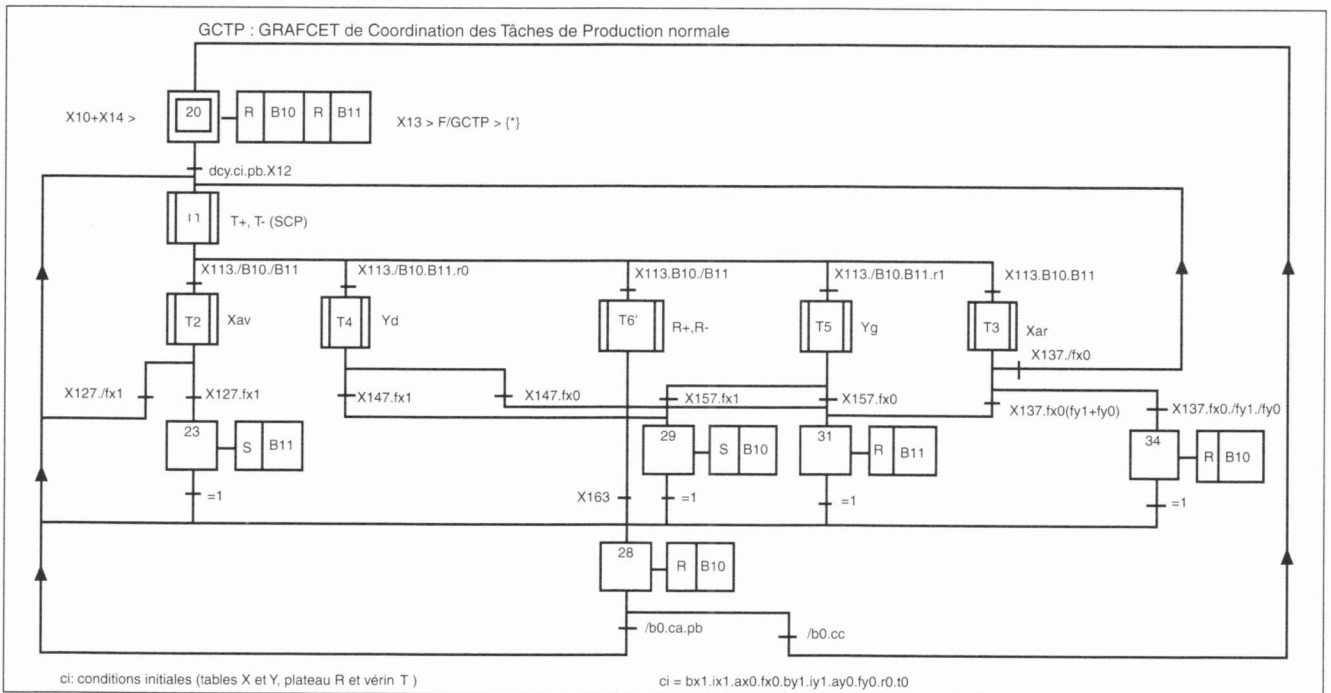 GCTP : GRAFCET de Coordination des Tâches de Production normale
X10+X14 >
20
R B10 R B11
X13 > F/GCTP > {*}
dcy.ci.pb.X12
T+, T- (SCP)
X113./B10./B11
X113./B10.B11.r0
X113.B10./B11
X113./B10.B11.r1
X113.B10.B11
T2
Xav
T4
Yd
T6'
R+,R-
T5
Yg
T3
Xar
X137./fx0
X127./fx1
X127.fx1
X147.fx1
X147.fx0
X157.fx1
X157.fx0
X137.fx0(fy1+fy0)
X137.fx0./fy1./fy0
23
S B11
29
S B10
31
R B11
34
R B10
=1
X163
=1
=1
=1
28
R B10
/b0.ca.pb
/b0.cc
ci: conditions initiales (tables X et Y, plateau R et vérin T )
ci = bx1.ix1.ax0.fx0.by1.iy1.ay0.fy0.r0.t0